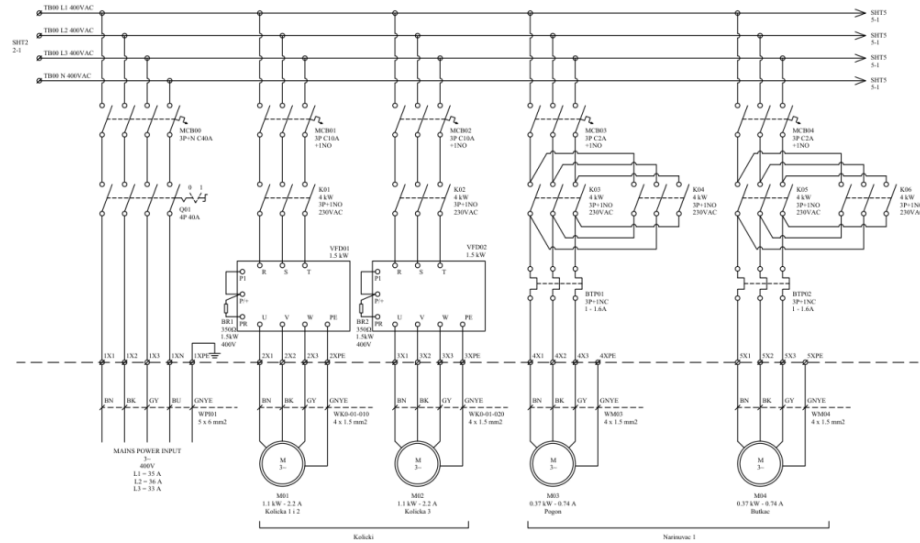 TB00 L1 400VAC
SHT5
5-1
TB00 L2 400VAC
SHT5
5-1
SHT2
2-1
TB00 L3 400VAC
SHT5
5-1
TB00 N 400VAC
SHT5
5-1
MCB00
3P+N C40A
MCB01
3P C10A
+1NO
MCB02
3P C10A
+1NO
MCB03
3P C2A
+1NO
MCB04
3P C2A
+1NO
0 1
Q01
4P 40A
K01
4 kW
3P+1NO
230VAC
K02
4 kW
3P+1NO
230VAC
K03
4 kW
3P+1NO
230VAC
K04
4 kW
3P+1NO
230VAC
K05
4 kW
3P+1NO
230VAC
K06
4 kW
3P+1NO
230VAC
VFD01
1.5 kW
VFD02
1.5 kW
R S T
P1
P/+
PR
BR1
350Ω
1.5kW
400V
U V W PE
R S T
P1
P/+
PR
BR2
350Ω
1.5kW
400V
U V W PE
BTP01
3P+1NC
1 - 1.6A
BTP02
3P+1NC
1 - 1.6A
1X1 1X2 1X3 1XN 1XPE 2X1 2X2 2X3 2XPE 3X1 3X2 3X3 3XPE 4X1 4X2 4X3 4XPE 5X1 5X2 5X3 5XPE
BN BK GY BU GNYE BN BK GY GNYE BN BK GY GNYE BN BK GY GNYE BN BK GY GNYE
WPI01
5 x 6 mm2
WK0-01-010
4 x 1.5 mm2
WK0-01-020
4 x 1.5 mm2
WM03
4 x 1.5 mm2
WM04
4 x 1.5 mm2
MAINS POWER INPUT
3~
400V
L1 = 35 A
L2 = 36 A
L3 = 33 A
M
3~
M01
1.1 kW - 2.2 A
Kolicka 1 i 2
M
3~
M02
1.1 kW - 2.2 A
Kolicka 3
M
3~
M03
0.37 kW - 0.74 A
Pogon
M
3~
M04
0.37 kW - 0.74 A
Butkac
Kolicki